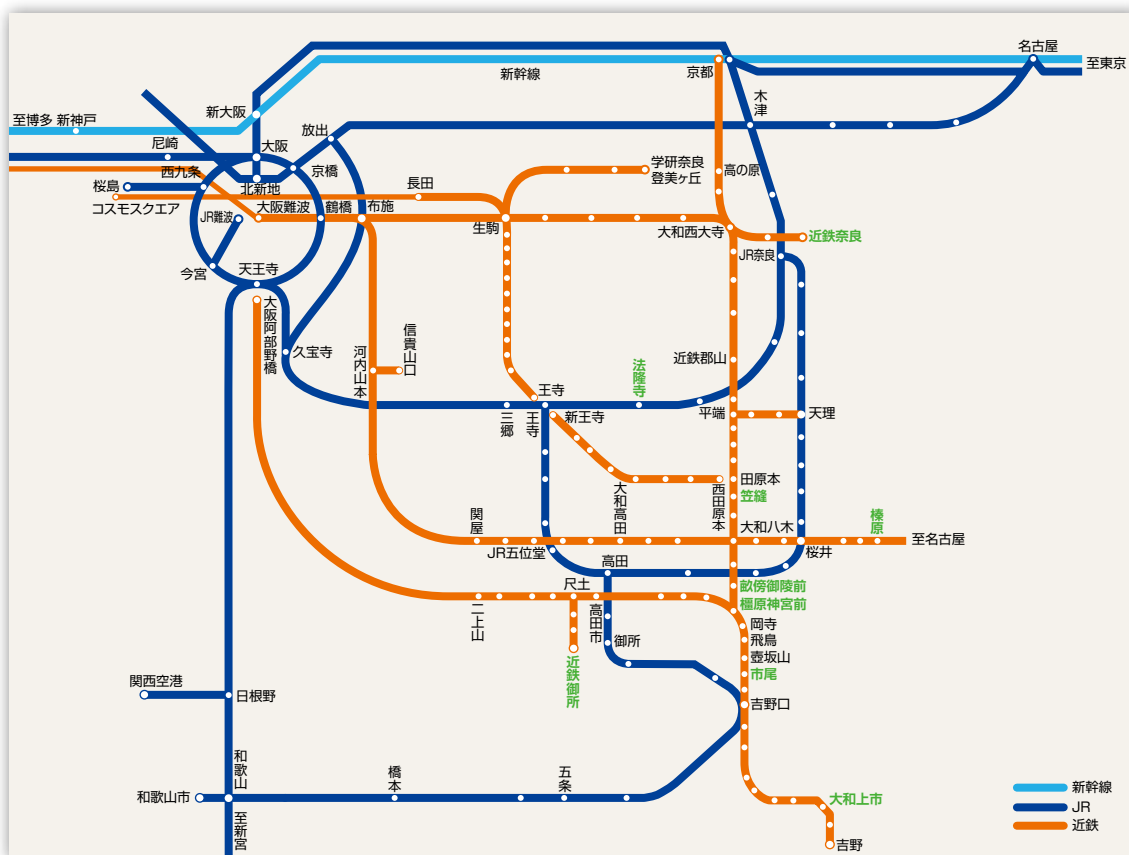 名古屋
新幹線
京都
至東京
木津
新大阪
至博多 新神戸
放出
尼崎
大阪
西九条
京橋
学研奈良
登美ヶ丘
高の原
桜島
北新地
長田
コスモスクエア
大阪難波
鶴橋
布施
JR難波
生駒
大和西大寺
近鉄奈良
JR奈良
今宮
天王寺
大阪阿部野橋
久宝寺
河内山本
信貴山口
近鉄郡山
法隆寺
王寺
三郷
王寺
新王寺
平端
天理
大和高田
西田原本
田原本
笠縫
関屋
大和八木
榛原
至名古屋
JR五位堂
桜井
高田
尺土
畝傍御陵前
橿原神宮前
二上山
高田市
御所
岡寺
飛鳥
壺坂山
市尾
近鉄御所
関西空港
日根野
吉野口
和歌山
橋本
五条
和歌山市
大和上市
至新宮
吉野
新幹線
JR
近鉄